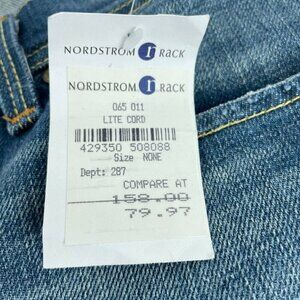 NORDSTROM r RACK
NORDSTROM r RACK
065 011
LITE CORD
429350 508088
Size NONE
Dept: 287
COMPARE AT
158.00
79.97